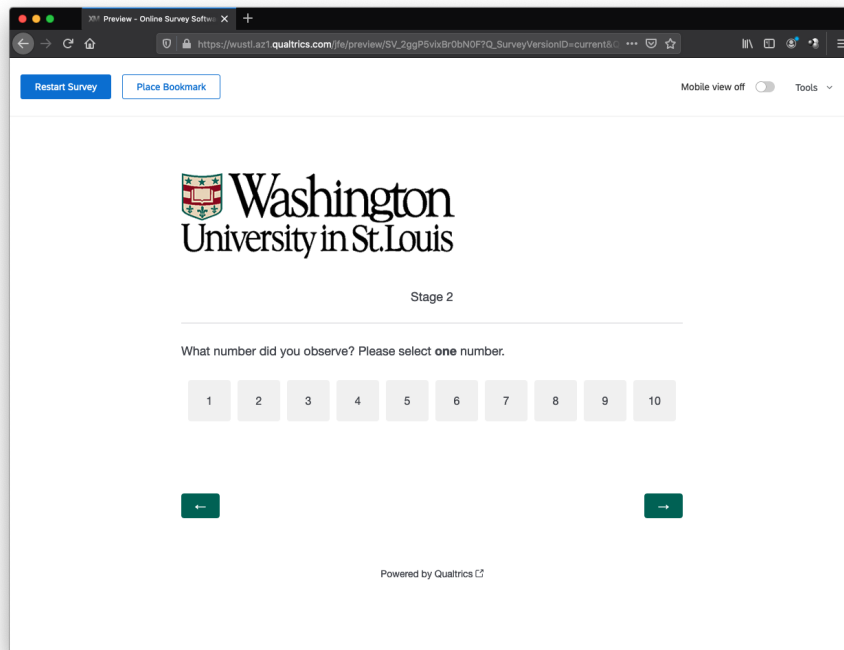 Preview - Online Survey Softwa
https://wustl.az1.qualtrics.com/jfe/preview/SV_2ggP5vixBr0bN0F?Q_SurveyVersionID=current&Q
Restart Survey
Place Bookmark
Mobile view off
Tools
Washington
University in St.Louis
Stage 2
What number did you observe? Please select one number.
1 2 3 4 5 6 7 8 9 10
←
→
Powered by Qualtrics